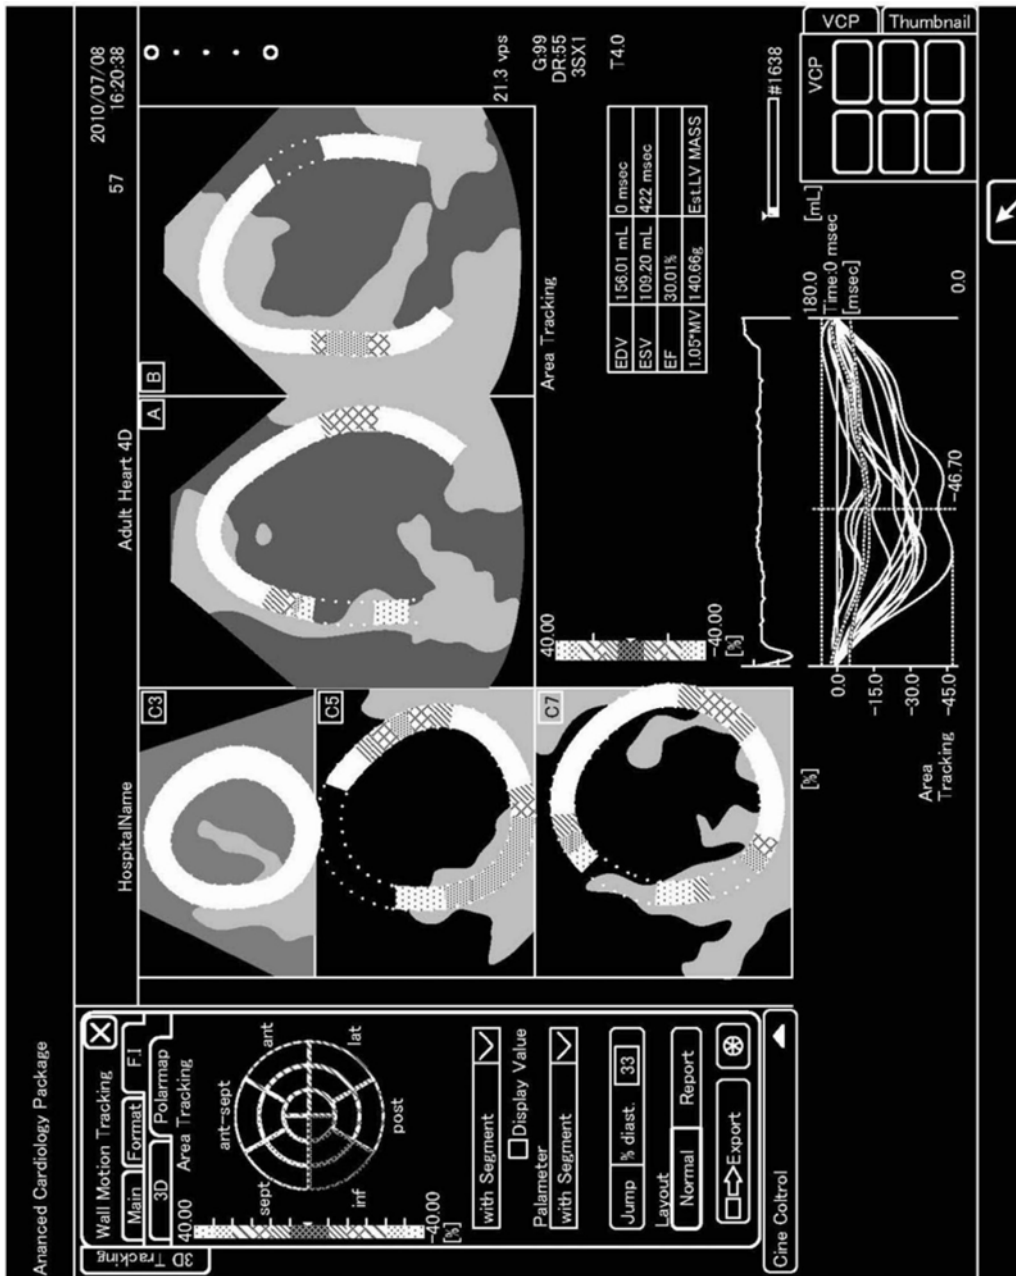 Ananced Cardiology Package
3D Tracking
Wall Motion Tracking
Main
Format
F.I
3D
Polarmap
Area Tracking
40.00
-40.00
[%]
ant-sept
ant
sept
lat
inf
post
with Segment
Display Value
Palameter
with Segment
Jump
% diast.
33
Layout
Normal
Report
Export
Cine Coltrol
HospitalName
Adult Heart 4D
57
2010/07/08
16:20:38
C3
C5
C7
A
B
21.3 vps
G:99
DR:55
3SX1
T4.0
Area Tracking
40.00
-40.00
[%]
EDV 156.01 mL 0 msec
ESV 109.20 mL 422 msec
EF 30.01%
1.05*MV 140.66g Est.LV MASS
#1638
[%]
Area
Tracking
0.0
-15.0
-30.0
-45.0
-46.70
180.0
[mL]
Time:0 msec
[msec]
0.0
VCP
Thumbnail
VCP